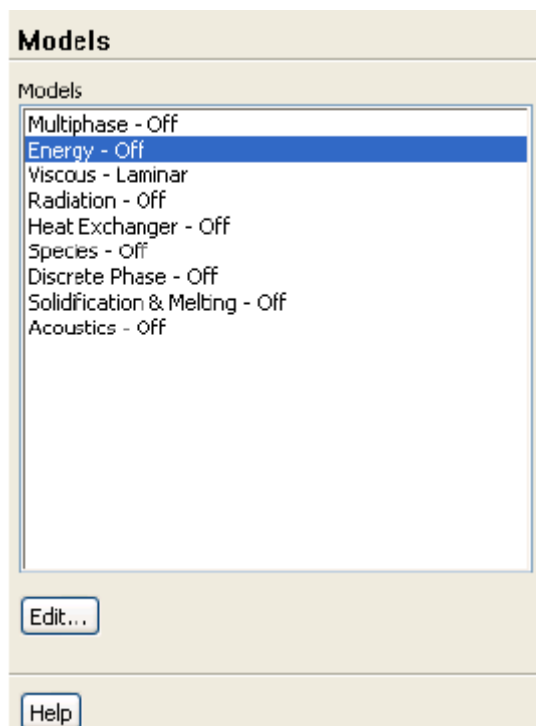 Models
Models
Multiphase - Off
Energy - Off
Viscous - Laminar
Radiation - Off
Heat Exchanger - Off
Species - Off
Discrete Phase - Off
Solidification & Melting - Off
Acoustics - Off
Edit...
Help